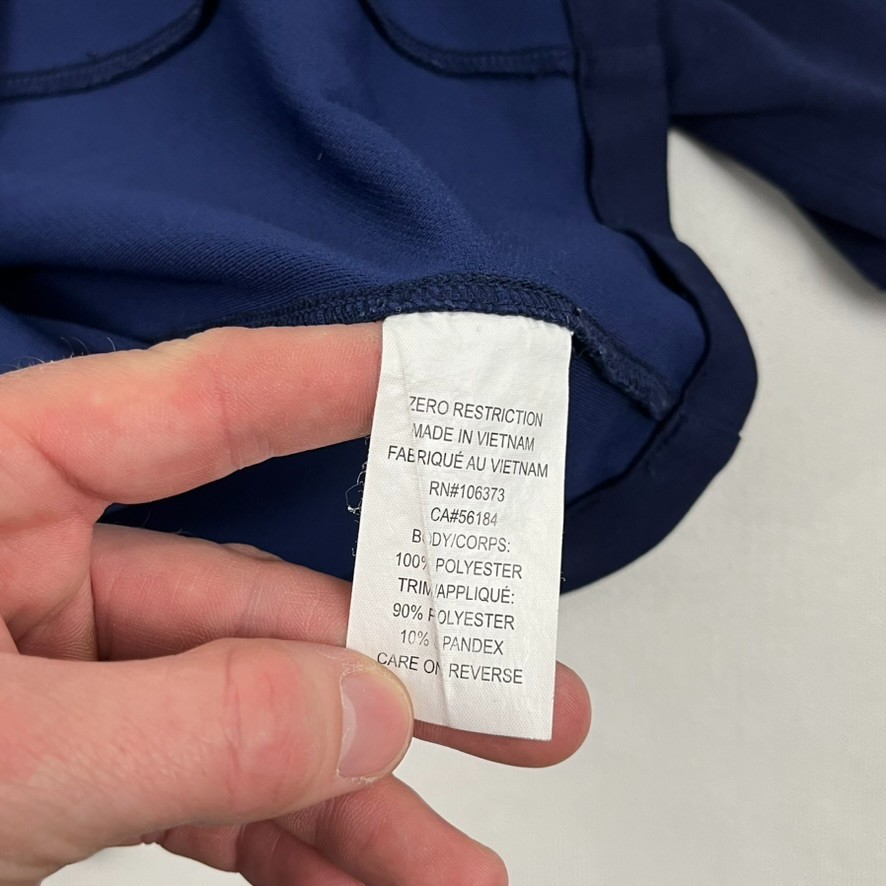 ZERO RESTRICTION
MADE IN VIETNAM
FABRIQUÉ AU VIETNAM
RN#106373
CA#56184
BODY/CORPS:
100% POLYESTER
TRIM/APPLIQUÉ:
90% POLYESTER
10% SPANDEX
CARE ON REVERSE